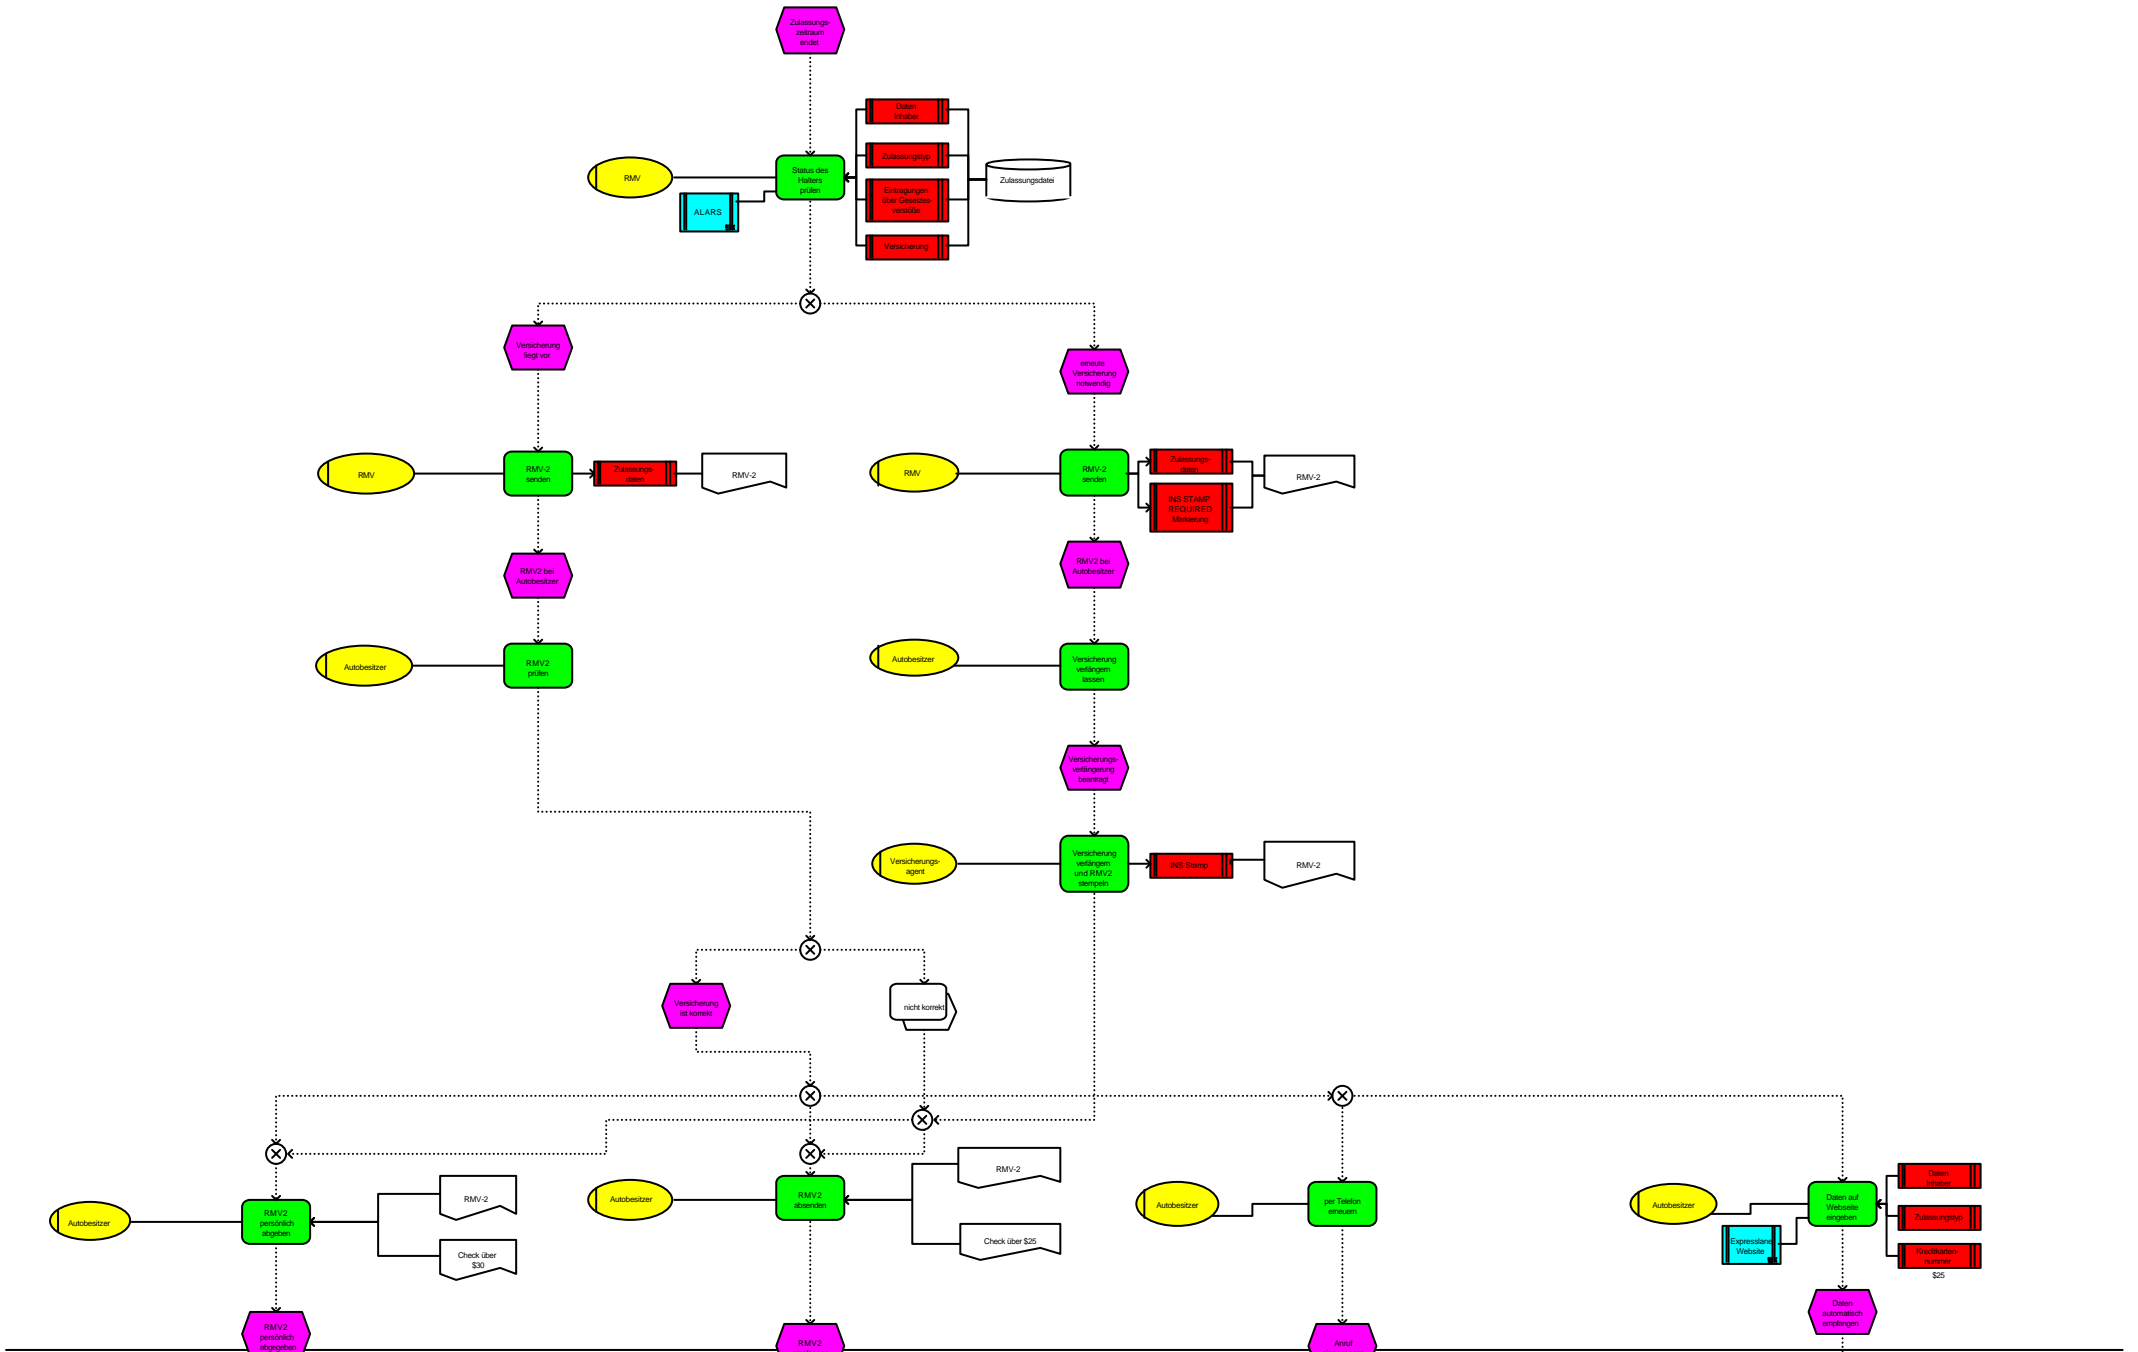 Zulassungs-
zeitraum
endet
Daten
Inhaber
Zulassungstyp
Eintragungen
über Gesetzes-
verstöße
Versicherung
Zulassungsdatei
RMV
Status des
Halters
prüfen
ALARS
Versicherung
liegt vor
erneute
Versicherung
notwendig
RMV
RMV-2
senden
Zulassungs-
daten
RMV-2
RMV
RMV-2
senden
Zulassungs-
daten
INS STAMP
REQUIRED
Markierung
RMV-2
RMV2 bei
Autobesitzer
RMV2 bei
Autobesitzer
Autobesitzer
RMV2
prüfen
Autobesitzer
Versicherung
verlängern
lassen
Versicherungs-
verlängerung
beantragt
Versicherungs-
agent
Versicherung
verlängern
und RMV2
stempeln
INS Stamp
RMV-2
Versicherung
ist korrekt
nicht korrekt
Autobesitzer
RMV2
persönlich
abgeben
RMV-2
Check über
$30
Autobesitzer
RMV2
absenden
RMV-2
Check über $25
Autobesitzer
per Telefon
erneuern
Autobesitzer
Expresslane
Website
Daten auf
Webseite
eingeben
Daten
Inhaber
Zulassungstyp
Kreditkarten-
nummer
$25
RMV2
persönlich
abgegeben
RMV2
Anruf
Daten
automatisch
empfangen